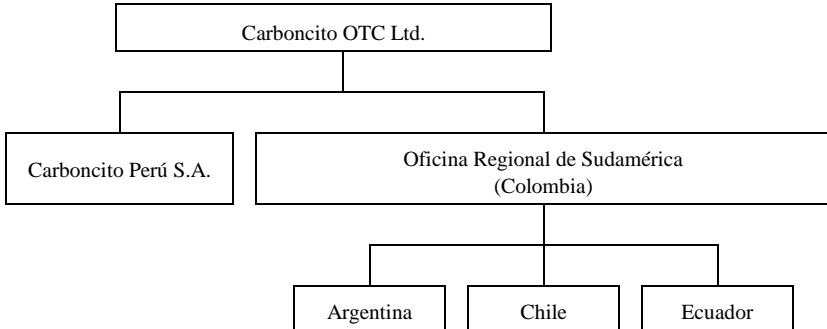 Carboncito OTC Ltd.
Carboncito Perú S.A.
Oficina Regional de Sudamérica
(Colombia)
Argentina
Chile
Ecuador